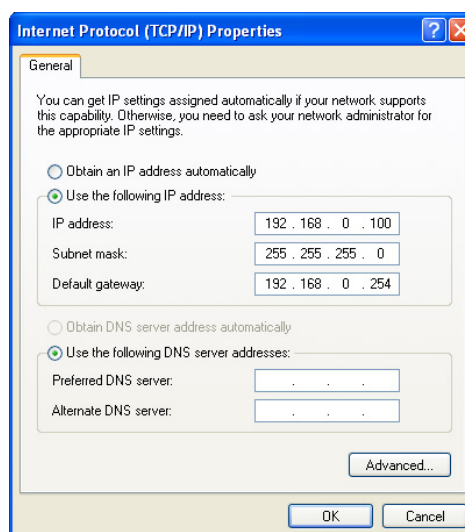 Internet Protocol (TCP/IP) Properties
General
You can get IP settings assigned automatically if your network supports
this capability. Otherwise, you need to ask your network administrator for
the appropriate IP settings.
Obtain an IP address automatically
Use the following IP address:
IP address: 192 . 168 . 0 . 100
Subnet mask: 255 . 255 . 255 . 0
Default gateway: 192 . 168 . 0 . 254
Obtain DNS server address automatically
Use the following DNS server addresses:
Preferred DNS server: . . .
Alternate DNS server: . . .
Advanced...
OK Cancel